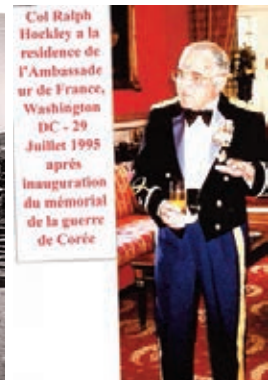 Col Ralph
Hockley a la
residence de
l'Ambassade
ur de France,
Washington
DC - 29
Juillet 1995
aprés
inauguration
du mémorial
de la guerre
de Corée